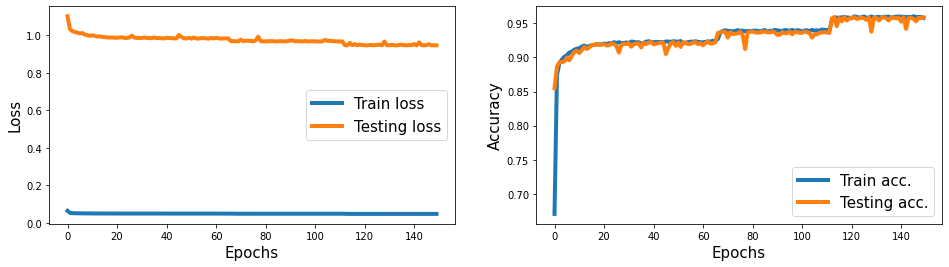 1.0
0.8
0.6
0.4
0.2
0.0
Loss
0 20 40 60 80 100 120 140
Epochs
Train loss
Testing loss
0.95
0.90
0.85
0.80
0.75
0.70
Accuracy
0 20 40 60 80 100 120 140
Epochs
Train acc.
Testing acc.